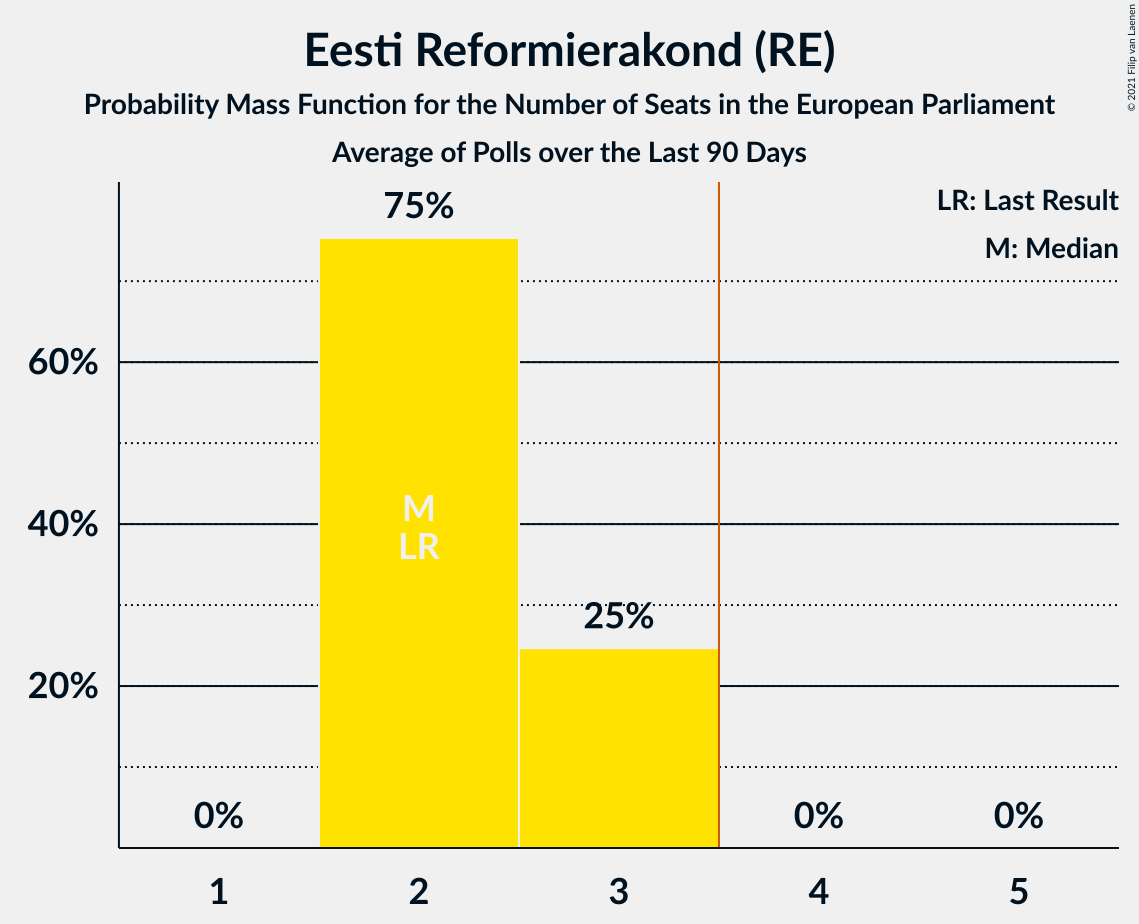 Eesti Reformierakond (RE)
Probability Mass Function for the Number of Seats in the European Parliament
Average of Polls over the Last 90 Days
© 2021 Filip van Laenen
LR: Last Result
M: Median
75%
60%
40%
20%
M
LR
25%
0%
0%
0%
1
2
3
4
5